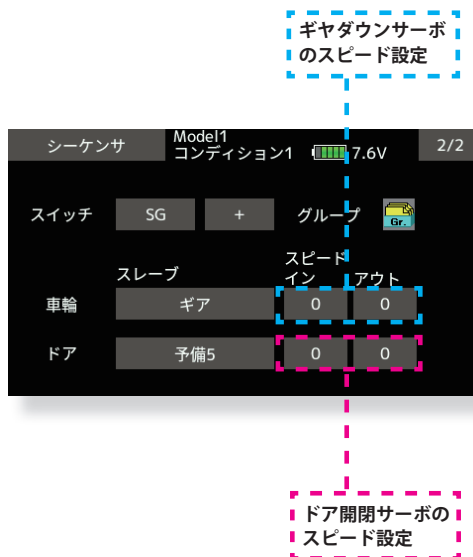 ギヤダウンサーボ
のスピード設定
シーケンサ
Model1
コンディション1
7.6V
2/2
スイッチ
SG
+
グループ
Gr.
スピード
スレーブ
イン
アウト
車輪
ギア
0
0
ドア
予備5
0
0
ドア開閉サーボの
スピード設定